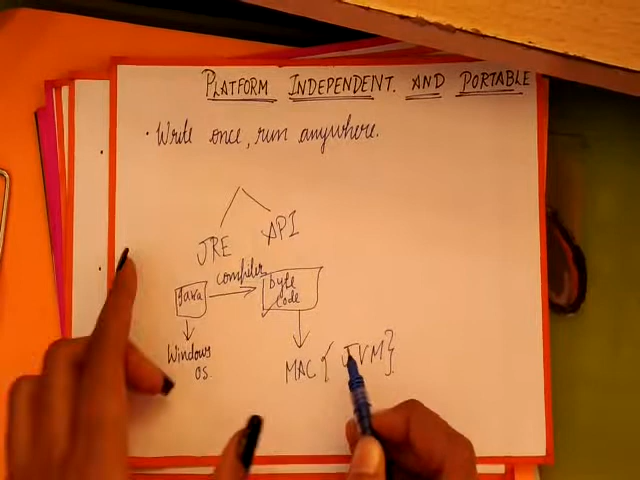 PLATFORM INDEPENDENT. AND PORTABLE
· Write once, run anywhere.
JRE API
compiler
Java byte code
Windows OS
MAC { JVM }